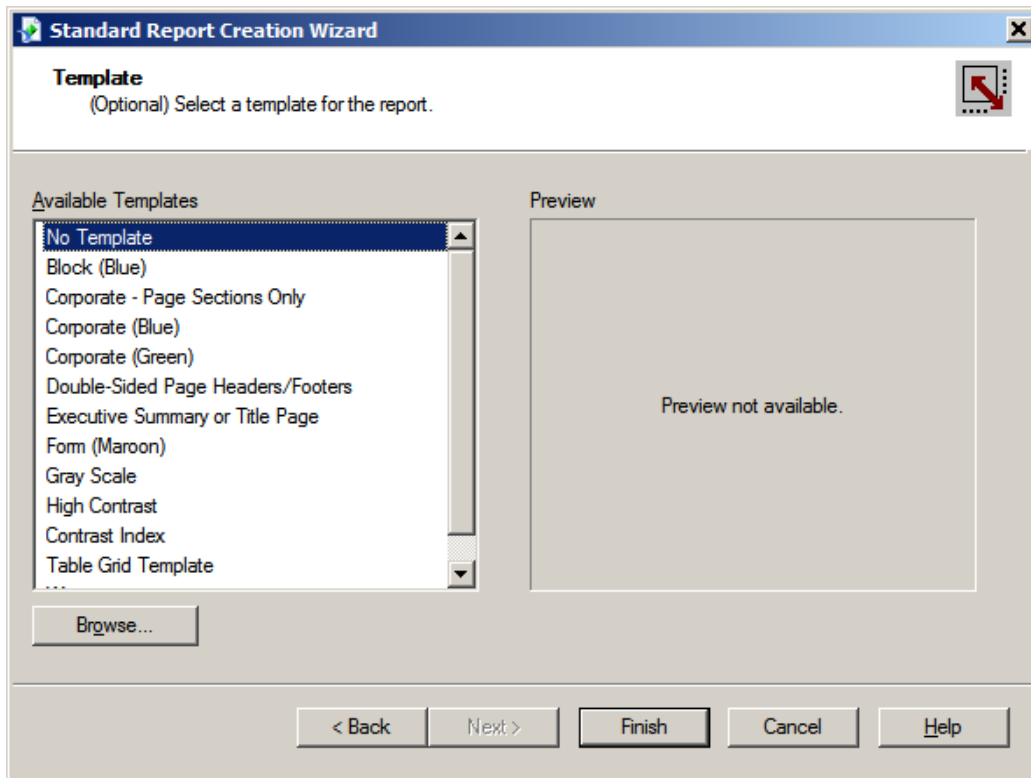 Standard Report Creation Wizard
Template
(Optional) Select a template for the report.
Available Templates
Preview
No Template
Block (Blue)
Corporate - Page Sections Only
Corporate (Blue)
Corporate (Green)
Double-Sided Page Headers/Footers
Executive Summary or Title Page
Form (Maroon)
Gray Scale
High Contrast
Contrast Index
Table Grid Template
Preview not available.
Browse...
< Back
Next >
Finish
Cancel
Help